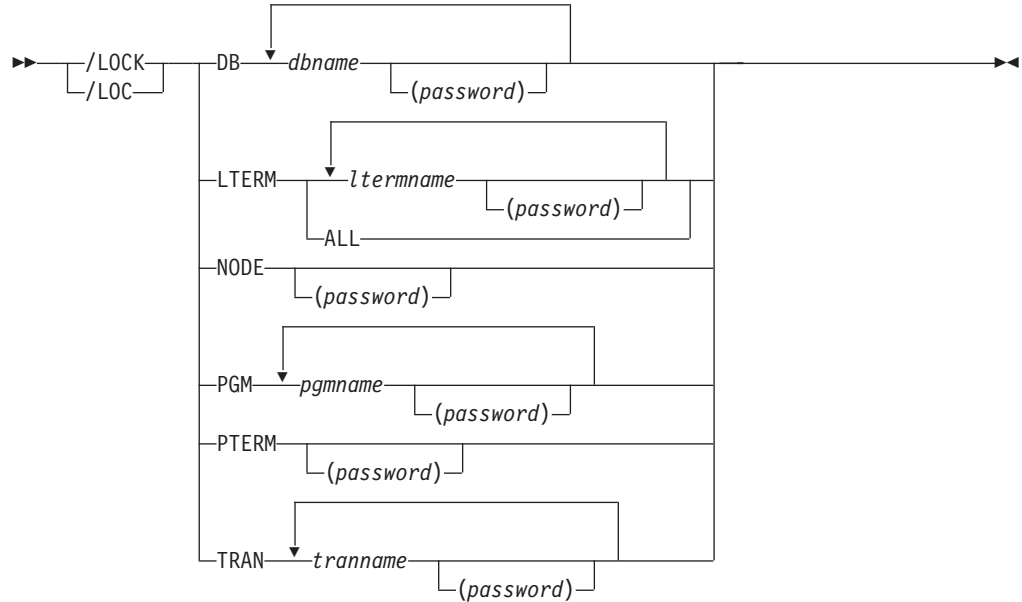 /LOCK DB dbname
/LOC (password)
LTERM ltermname
(password)
ALL
NODE
(password)
PGM pgmname
(password)
PTERM
(password)
TRAN tranname
(password)